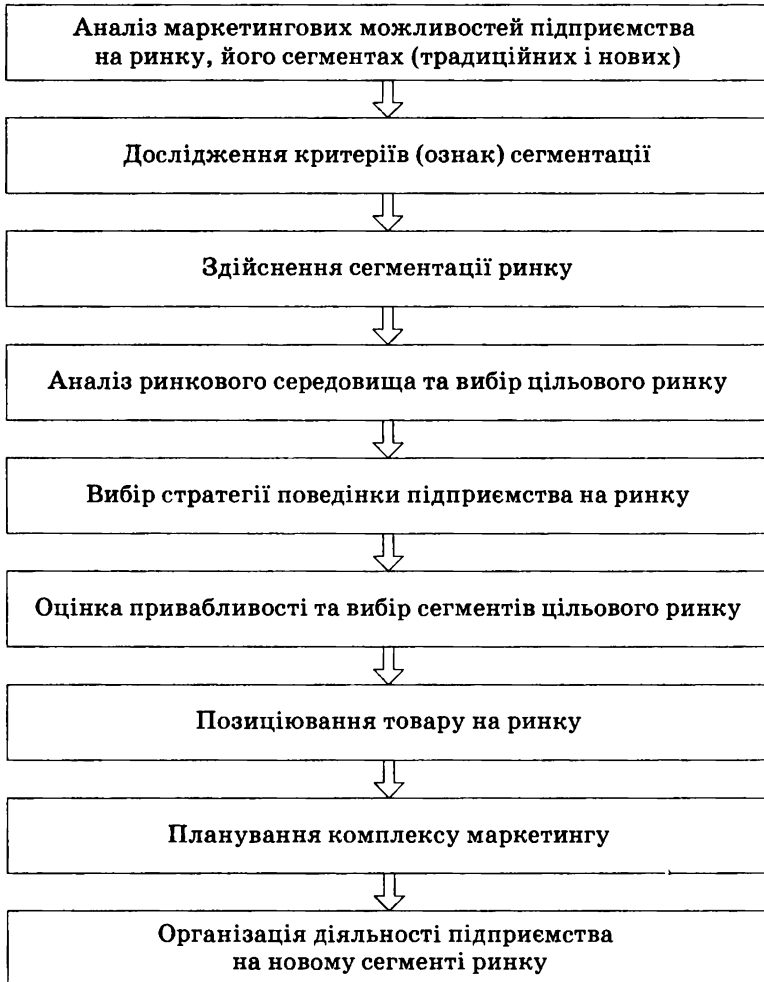 Аналіз маркетингових можливостей підприємства
на ринку, його сегментах (традиційних і нових)
Дослідження критеріїв (ознак) сегментації
Здійснення сегментації ринку
Аналіз ринкового середовища та вибір цільового ринку
Вибір стратегії поведінки підприємства на ринку
Оцінка привабливості та вибір сегментів цільового ринку
Позиціювання товару на ринку
Планування комплексу маркетингу
Організація діяльності підприємства
на новому сегменті ринку